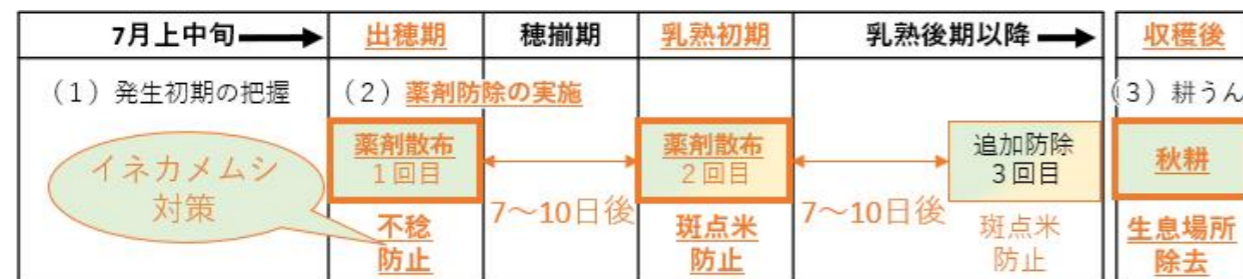 7月上中旬
出穂期
穂揃期
乳熟初期
乳熟後期以降
収穫後
（1）発生初期の把握
（2）薬剤防除の実施
（3）耕うん
イネカメムシ
対策
薬剤散布
1回目
不稔
防止
7～10日後
薬剤散布
2回目
斑点米
防止
7～10日後
追加防除
3回目
斑点米
防止
秋耕
生息場所
除去